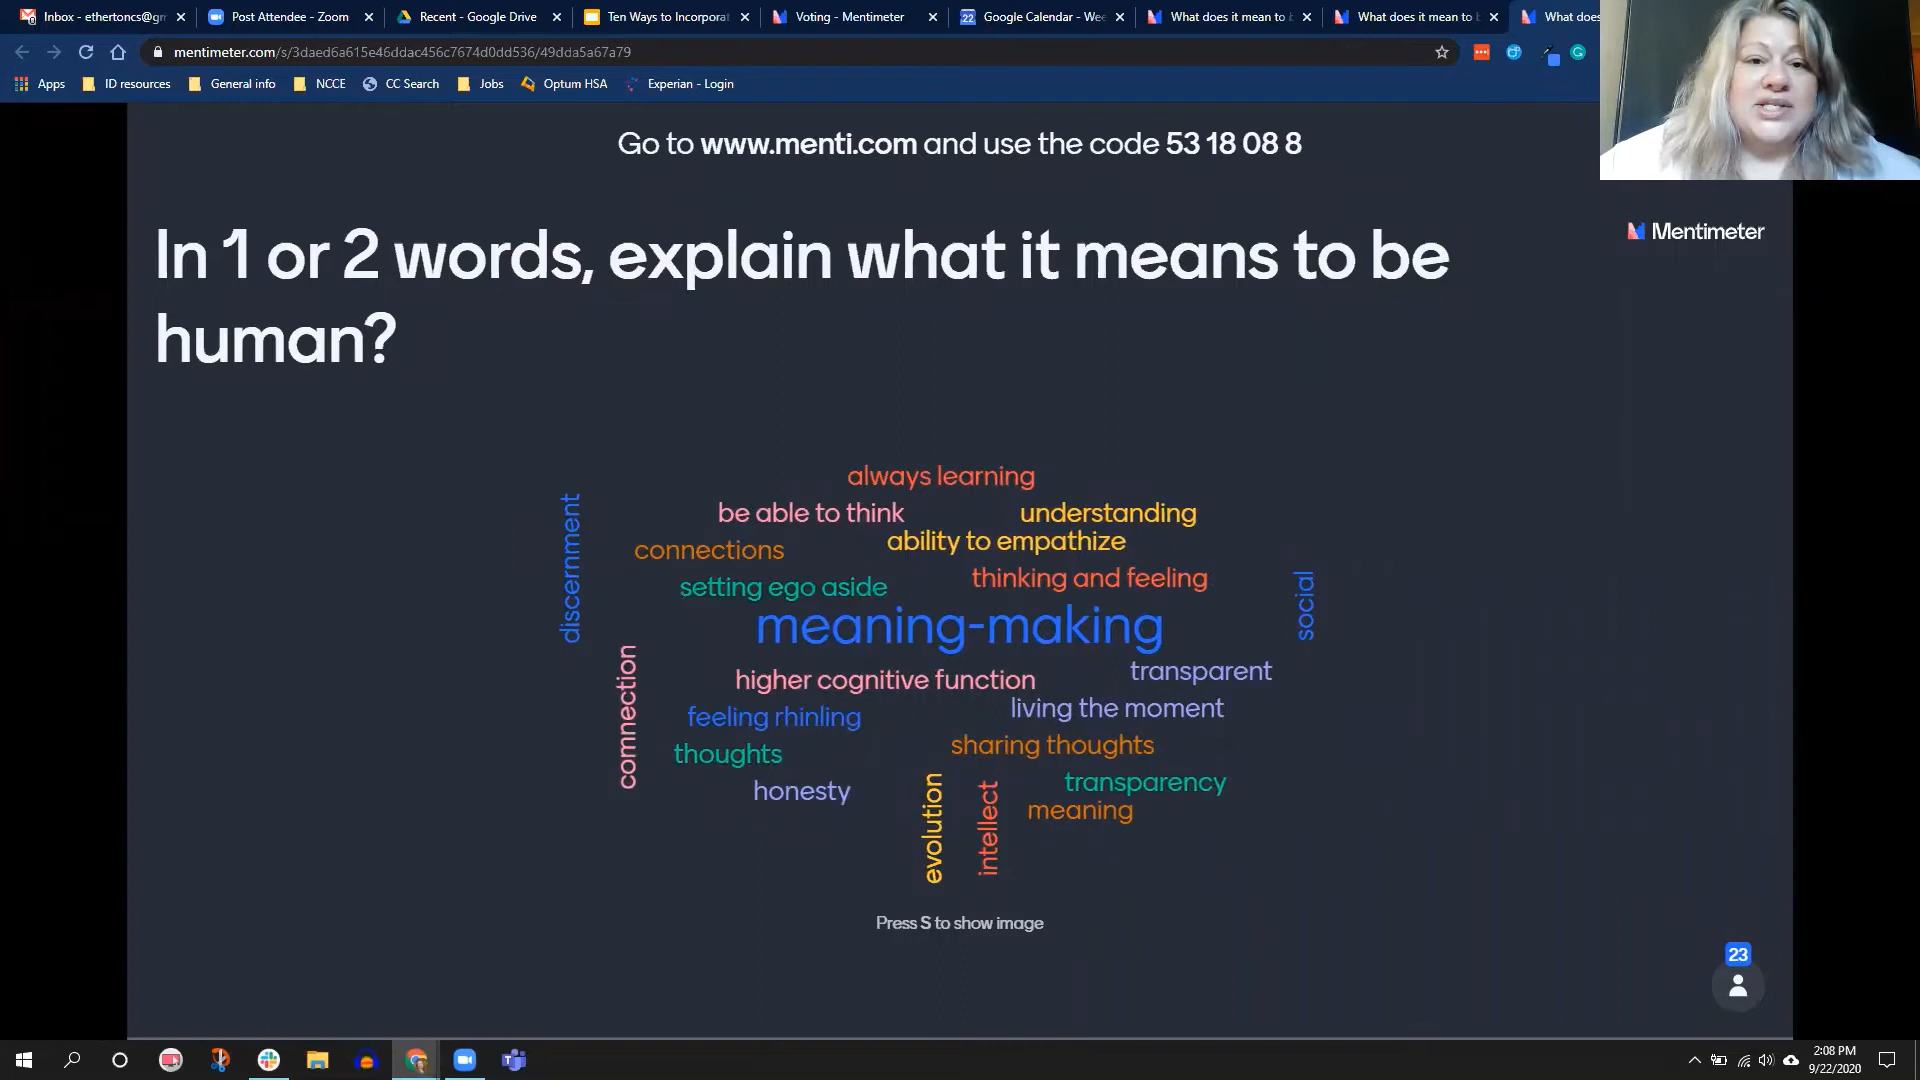 Inbox - ethertoncs@gm
Post Attendee - Zoom
Recent - Google Drive
Ten Ways to Incorporat
Voting - Mentimeter
22
Google Calendar - Wee
What does it mean to b
What does it mean to b
What does
mentimeter.com/s/3daed6a615e46ddac456c7674d0dd536/49dda5a67a79
Apps
ID resources
General info
NCCE
CC Search
Jobs
Optum HSA
Experian - Login
Go to www.menti.com and use the code 53 18 08 8
Mentimeter
In 1 or 2 words, explain what it means to be
human?
always learning
be able to think
understanding
discernment
ability to empathize
connections
thinking and feeling
setting ego aside
social
meaning-making
transparent
higher cognitive function
connection
living the moment
feeling rhinling
sharing thoughts
thoughts
transparency
honesty
evolution
intellect
meaning
Press S to show image
23
2:08 PM
9/22/2020